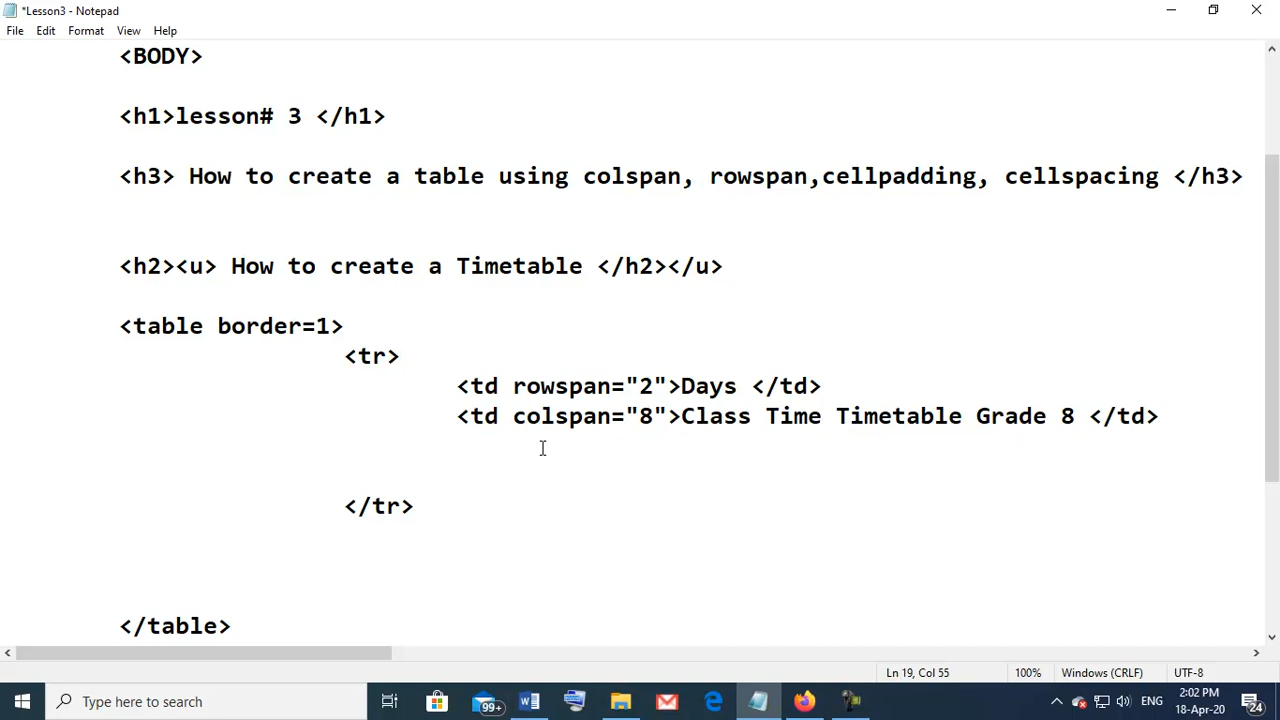 *Lesson3 - Notepad
File Edit Format View Help
<BODY>
<h1>lesson# 3 </h1>
<h3> How to create a table using colspan, rowspan,cellpadding, cellspacing </h3>
<h2><u> How to create a Timetable </h2></u>
<table border=1>
<tr>
<td rowspan="2">Days </td>
<td colspan="8">Class Time Timetable Grade 8 </td>
</tr>
</table>
Ln 19, Col 55 100% Windows (CRLF) UTF-8
Type here to search 99+ ENG 2:02 PM
18-Apr-20 24